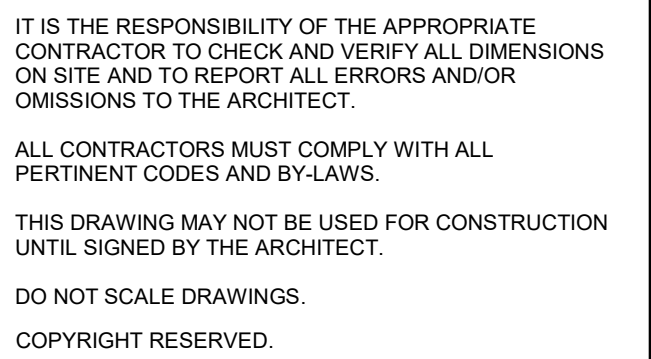 IT IS THE RESPONSIBILITY OF THE APPROPRIATE
CONTRACTOR TO CHECK AND VERIFY ALL DIMENSIONS
ON SITE AND TO REPORT ALL ERRORS AND/OR
OMISSIONS TO THE ARCHITECT.
ALL CONTRACTORS MUST COMPLY WITH ALL
PERTINENT CODES AND BY-LAWS.
THIS DRAWING MAY NOT BE USED FOR CONSTRUCTION
UNTIL SIGNED BY THE ARCHITECT.
DO NOT SCALE DRAWINGS.
COPYRIGHT RESERVED.